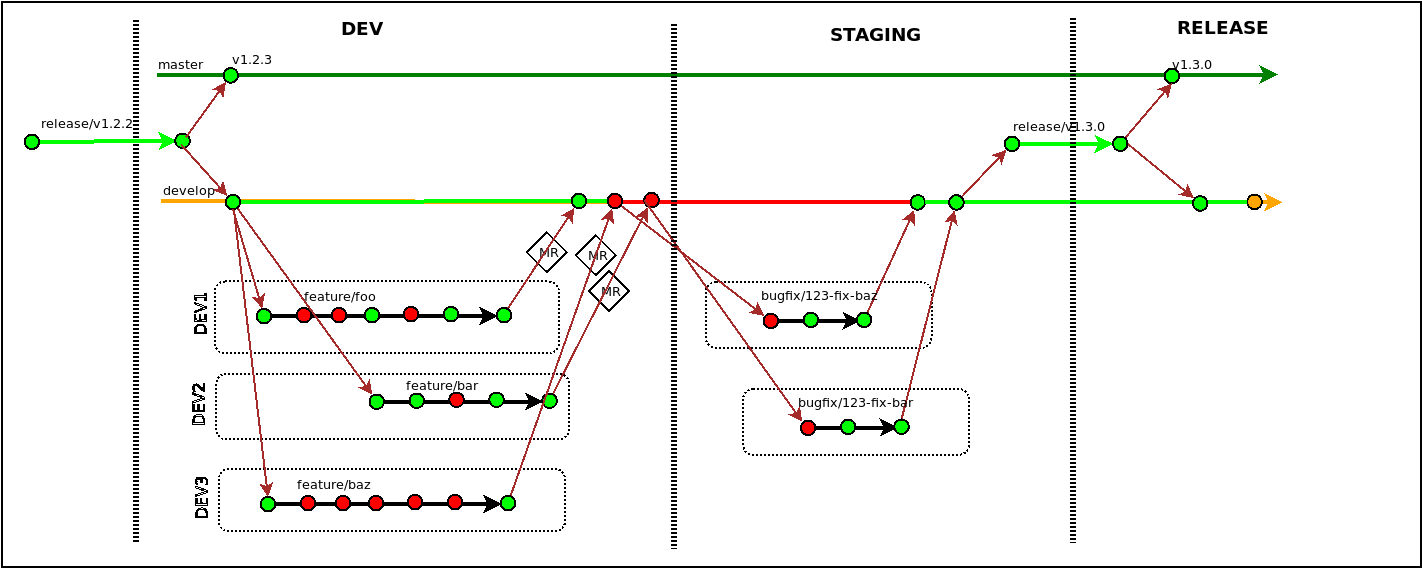 DEV
STAGING
RELEASE
master
v1.2.3
v1.3.0
release/v1.2.2
release/v1.3.0
develop
MR
MR
MR
DEV1
feature/foo
bugfix/123-fix-baz
DEV2
feature/bar
bugfix/123-fix-bar
DEV3
feature/baz